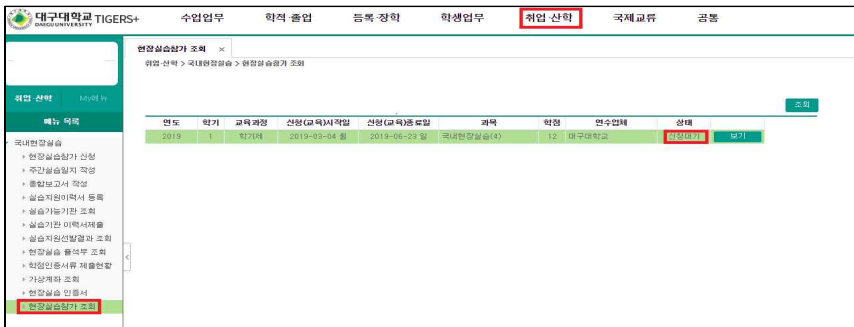 대구대학교 TIGERS+
DAEGU UNIVERSITY
수업업무 학적·졸업 등록·장학 학생업무 취업·산학 국제교류 공통
현장실습참가 조회 ×
취업·산학 > 국내현장실습 > 현장실습참가 조회
취업·산학 My메뉴
조회
메뉴 목록
연도 학기 교육과정 신청(교육)시작일 신청(교육)종료일 과목 학점 연수업체 상태
2019 1 학기제 2019-03-04 월 2019-06-23 일 국내현장실습(4) 12 대구대학교 신청대기 보기
국내현장실습
현장실습참가 신청
주간실습일지 작성
종합보고서 작성
실습지원이력서 등록
실습가능기관 조회
실습기관 이력서제출
실습지원선발결과 조회
현장실습 출석부 조회
학점인증서류 제출현황
가상계좌 조회
현장실습 인증서
현장실습참가 조회